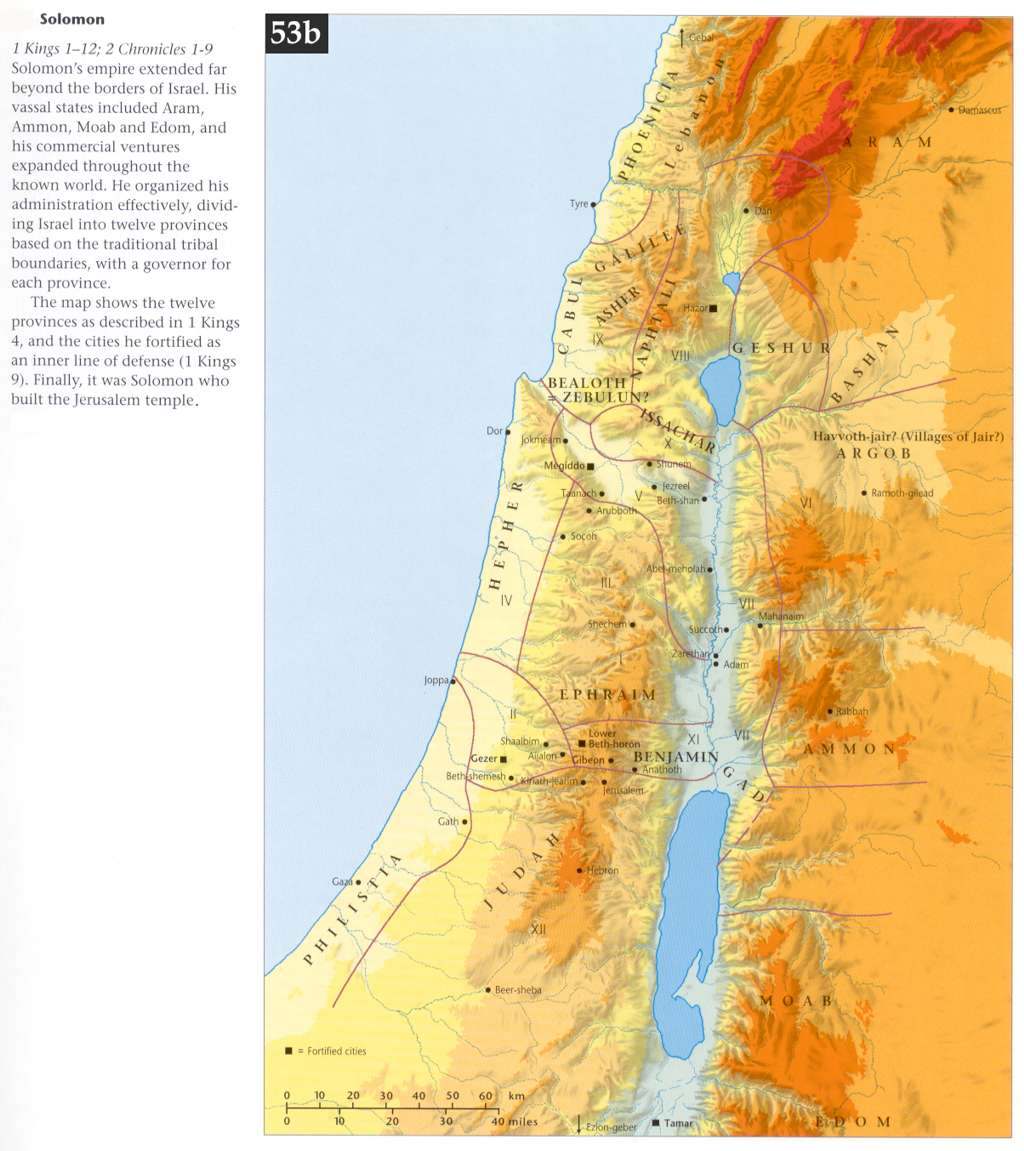 Solomon
1 Kings 1–12; 2 Chronicles 1-9
Solomon's empire extended far
beyond the borders of Israel. His
vassal states included Aram,
Ammon, Moab and Edom, and
his commercial ventures
expanded throughout the
known world. He organized his
administration effectively, divid-
ing Israel into twelve provinces
based on the traditional tribal
boundaries, with a governor for
each province.
The map shows the twelve
provinces as described in 1 Kings
4, and the cities he fortified as
an inner line of defense (1 Kings
9). Finally, it was Solomon who
built the Jerusalem temple.
53b
Gebal
PHOENICIA
Lebanon
Damascus
ARAM
Tyre
Dan
GALILEE
CABUL
ASHER
NAPHTALI
Hazor
IX
VIII
GESHUR
BASHAN
BEALOTH
= ZEBULUN?
ISSACHAR
X
Dor
Jokmeam
Havvoth-jair? (Villages of Jair?)
ARGOB
Megiddo
Shunem
Jezreel
Taanach
V
Beth-shan
Ramoth-gilead
VI
Arubboth
HEPHER
Socoh
Abel-meholah
III
IV
VII
Mahanaim
Shechem
Succoth
Zarethan
I
Adam
Joppa
EPHRAIM
Rabbah
II
Lower
Beth-horon
XI
VII
Shaalbim
AMMON
Gezer
Aijalon
Gibeon
BENJAMIN
Anathoth
GAD
Beth-shemesh
Kiriath-jearim
Jerusalem
Gath
JUDAH
Hebron
Gaza
PHILISTIA
XII
Beer-sheba
MOAB
= Fortified cities
0 10 20 30 40 50 60 km
0 10 20 30 40 miles
Ezion-geber
Tamar
EDOM